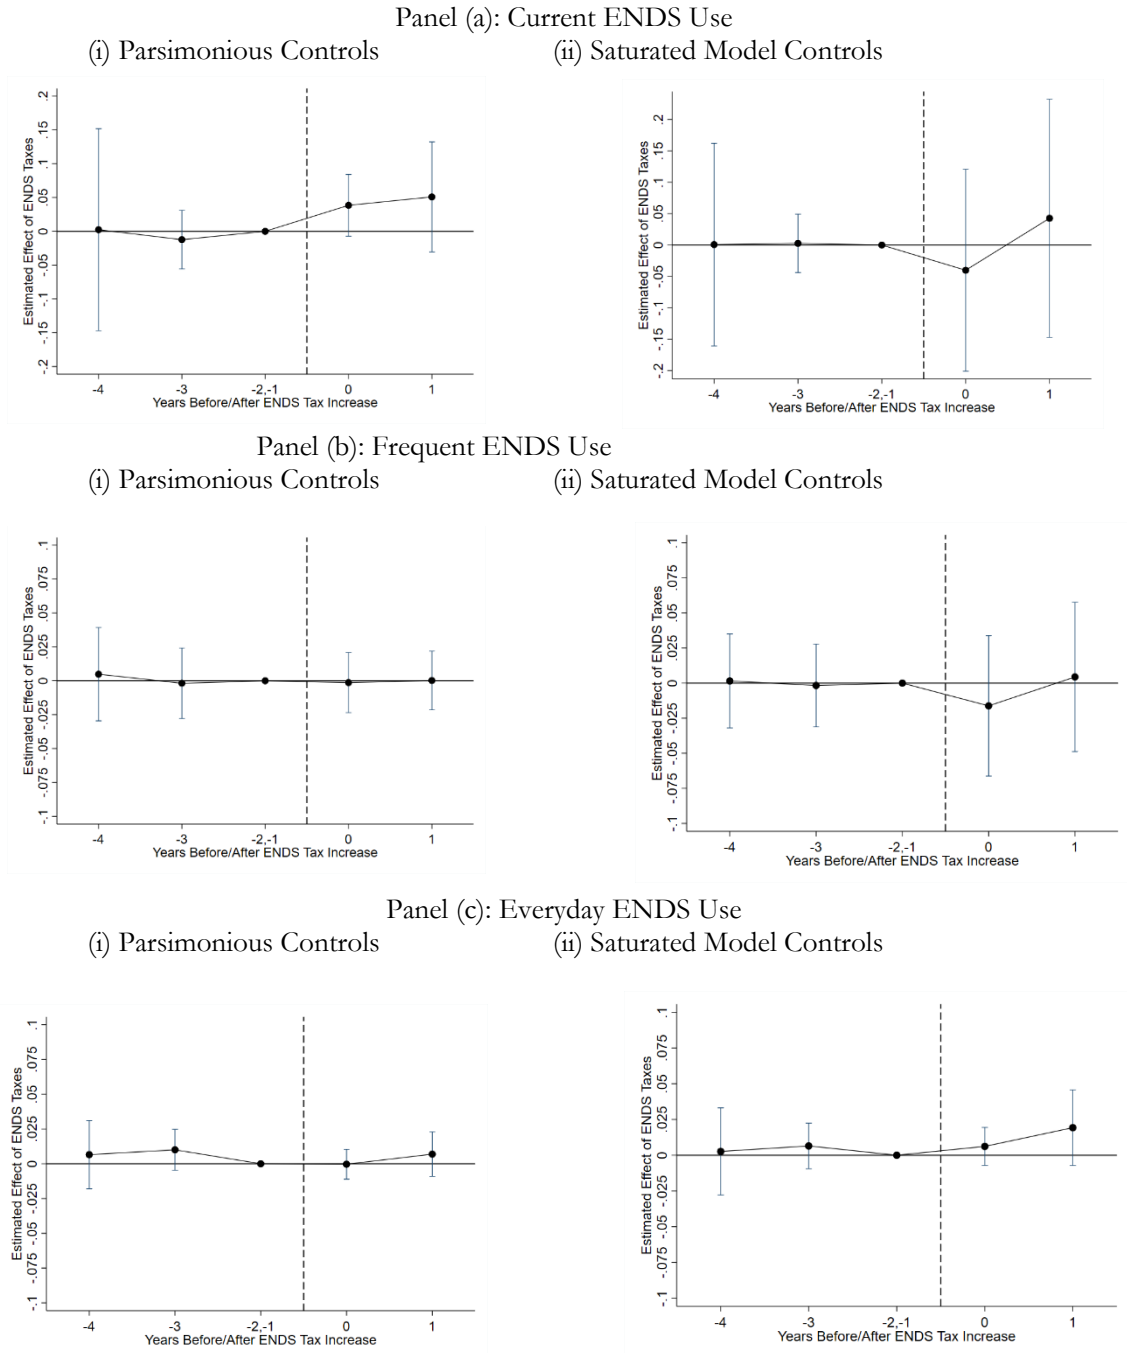 Panel (a): Current ENDS Use
(i) Parsimonious Controls
(ii) Saturated Model Controls
Estimated Effect of ENDS Taxes
.2
.15
.1
.05
0
-.05
-.1
-.15
-.2
-4 -3 -2,-1 0 1
Years Before/After ENDS Tax Increase
Estimated Effect of ENDS Taxes
.2
.15
.1
.05
0
-.05
-.1
-.15
-.2
-4 -3 -2,-1 0 1
Years Before/After ENDS Tax Increase
Panel (b): Frequent ENDS Use
(i) Parsimonious Controls
(ii) Saturated Model Controls
Estimated Effect of ENDS Taxes
.1
.075
.05
.025
0
-.025
-.05
-.075
-.1
-4 -3 -2,-1 0 1
Years Before/After ENDS Tax Increase
Estimated Effect of ENDS Taxes
.1
.075
.05
.025
0
-.025
-.05
-.075
-.1
-4 -3 -2,-1 0 1
Years Before/After ENDS Tax Increase
Panel (c): Everyday ENDS Use
(i) Parsimonious Controls
(ii) Saturated Model Controls
Estimated Effect of ENDS Taxes
.1
.075
.05
.025
0
-.025
-.05
-.075
-.1
-4 -3 -2,-1 0 1
Years Before/After ENDS Tax Increase
Estimated Effect of ENDS Taxes
.1
.075
.05
.025
0
-.025
-.05
-.075
-.1
-4 -3 -2,-1 0 1
Years Before/After ENDS Tax Increase